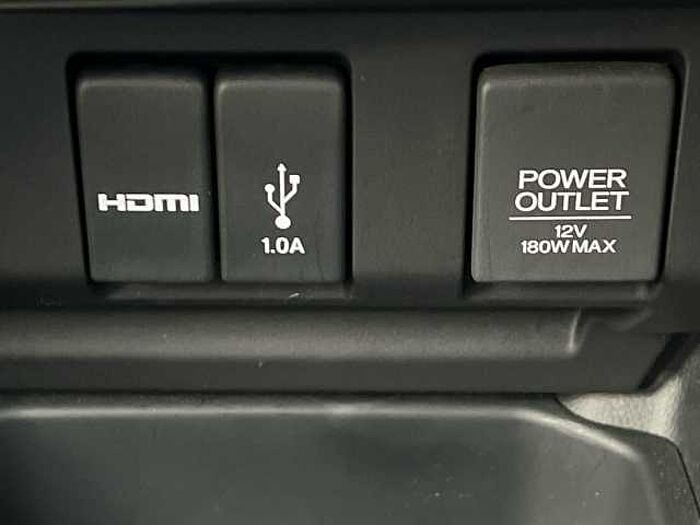 HDMI
1.0A
POWER
OUTLET
12V
180W MAX